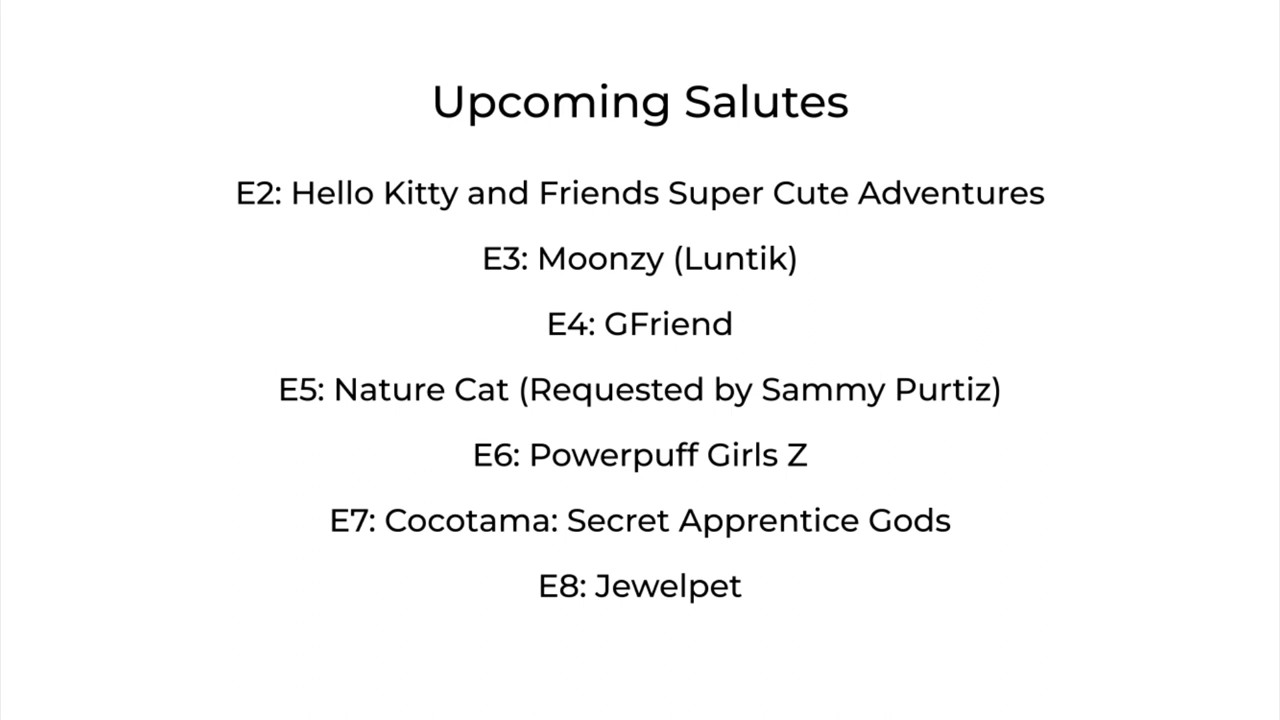 Upcoming Salutes
E2: Hello Kitty and Friends Super Cute Adventures
E3: Moonzy (Luntik)
E4: GFriend
E5: Nature Cat (Requested by Sammy Purtiz)
E6: Powerpuff Girls Z
E7: Cocotama: Secret Apprentice Gods
E8: Jewelpet